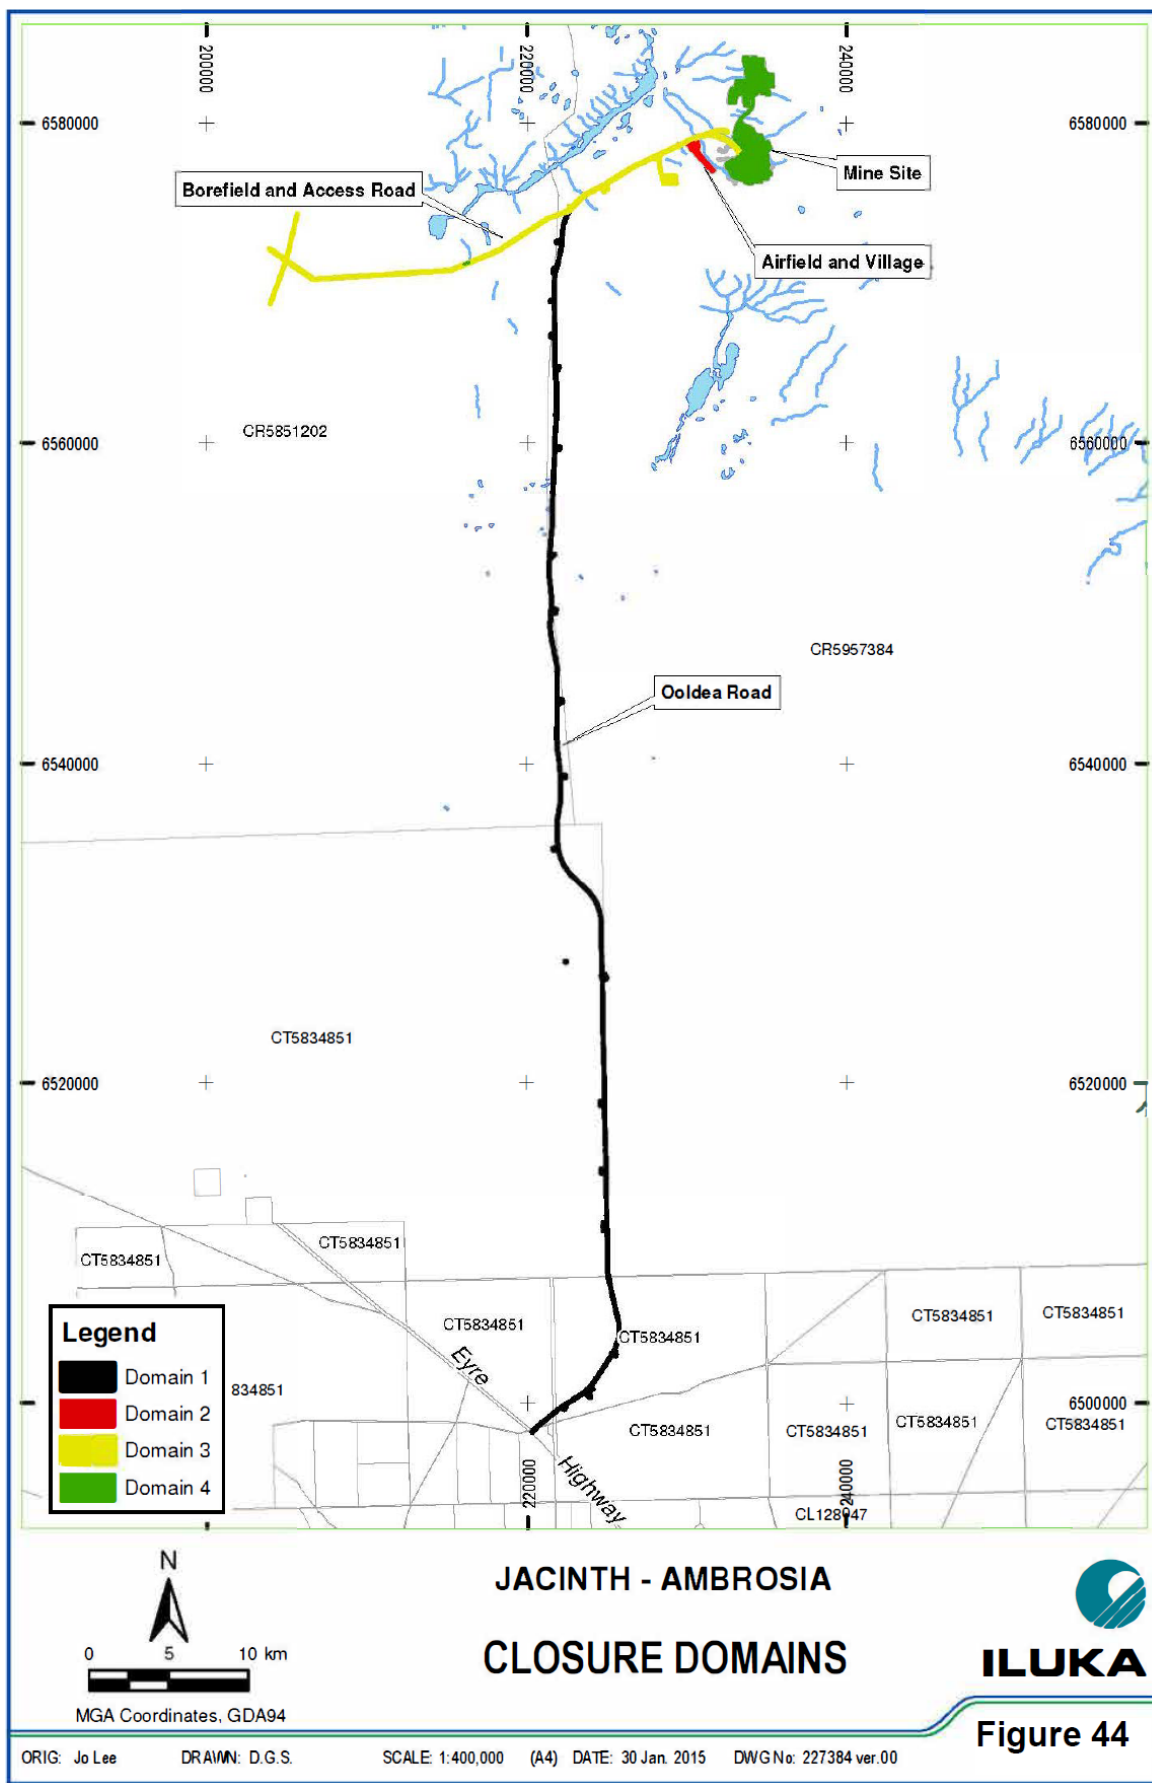 200000
220000
240000
6580000
6580000
Mine Site
Borefield and Access Road
Airfield and Village
CR5851202
6560000
6560000
CR5957384
Ooldea Road
6540000
6540000
CT5834851
6520000
6520000
CT5834851
CT5834851
CT5834851
CT5834851
CT5834851
CT5834851
Eyre
Legend
Domain 1
Domain 2
Domain 3
Domain 4
834851
6500000
CT5834851
CT5834851
CT5834851
CT5834851
220000
Highway
240000
CL128947
N
0 5 10 km
MGA Coordinates, GDA94
JACINTH - AMBROSIA
CLOSURE DOMAINS
ILUKA
Figure 44
ORIG: Jo Lee DRAWN: D.G.S. SCALE: 1:400,000 (A4) DATE: 30 Jan. 2015 DWG No: 227384 ver.00